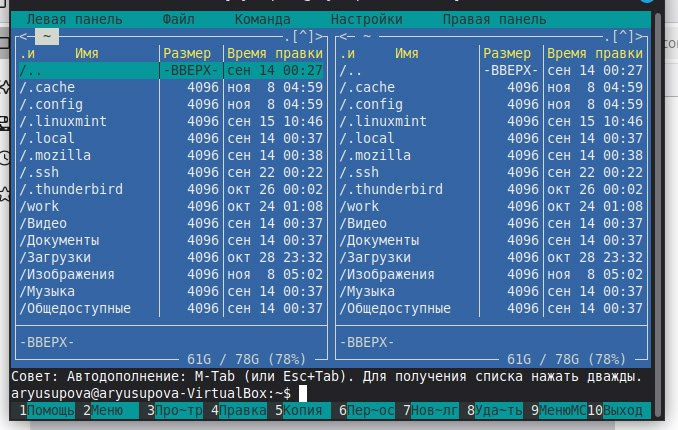 Левая панель Файл Команда Настройки Правая панель
<─ ~ ─.[^]> <─ ~ ─.[^]>
.и Имя Размер Время правки .и Имя Размер Время правки
/.. -ВВЕРХ- сен 14 00:27 /.. -ВВЕРХ- сен 14 00:27
/.cache 4096 ноя 8 04:59 /.cache 4096 ноя 8 04:59
/.config 4096 ноя 8 04:59 /.config 4096 ноя 8 04:59
/.linuxmint 4096 сен 15 10:46 /.linuxmint 4096 сен 15 10:46
/.local 4096 сен 14 00:37 /.local 4096 сен 14 00:37
/.mozilla 4096 сен 14 00:38 /.mozilla 4096 сен 14 00:38
/.ssh 4096 сен 22 00:22 /.ssh 4096 сен 22 00:22
/.thunderbird 4096 окт 26 00:02 /.thunderbird 4096 окт 26 00:02
/work 4096 окт 24 01:08 /work 4096 окт 24 01:08
/Видео 4096 сен 14 00:37 /Видео 4096 сен 14 00:37
/Документы 4096 сен 14 00:37 /Документы 4096 сен 14 00:37
/Загрузки 4096 окт 28 23:32 /Загрузки 4096 окт 28 23:32
/Изображения 4096 ноя 8 05:02 /Изображения 4096 ноя 8 05:02
/Музыка 4096 сен 14 00:37 /Музыка 4096 сен 14 00:37
/Общедоступные 4096 сен 14 00:37 /Общедоступные 4096 сен 14 00:37
-ВВЕРХ- -ВВЕРХ-
61G / 78G (78%) 61G / 78G (78%)
Совет: Автодополнение: M-Tab (или Esc+Tab). Для получения списка нажать дважды.
aryusupova@aryusupova-VirtualBox:~$
1Помощь 2Меню 3Про~тр 4Правка 5Копия 6Пер~ос 7Нов~лг 8Уда~ть 9МенюMC 10Выход